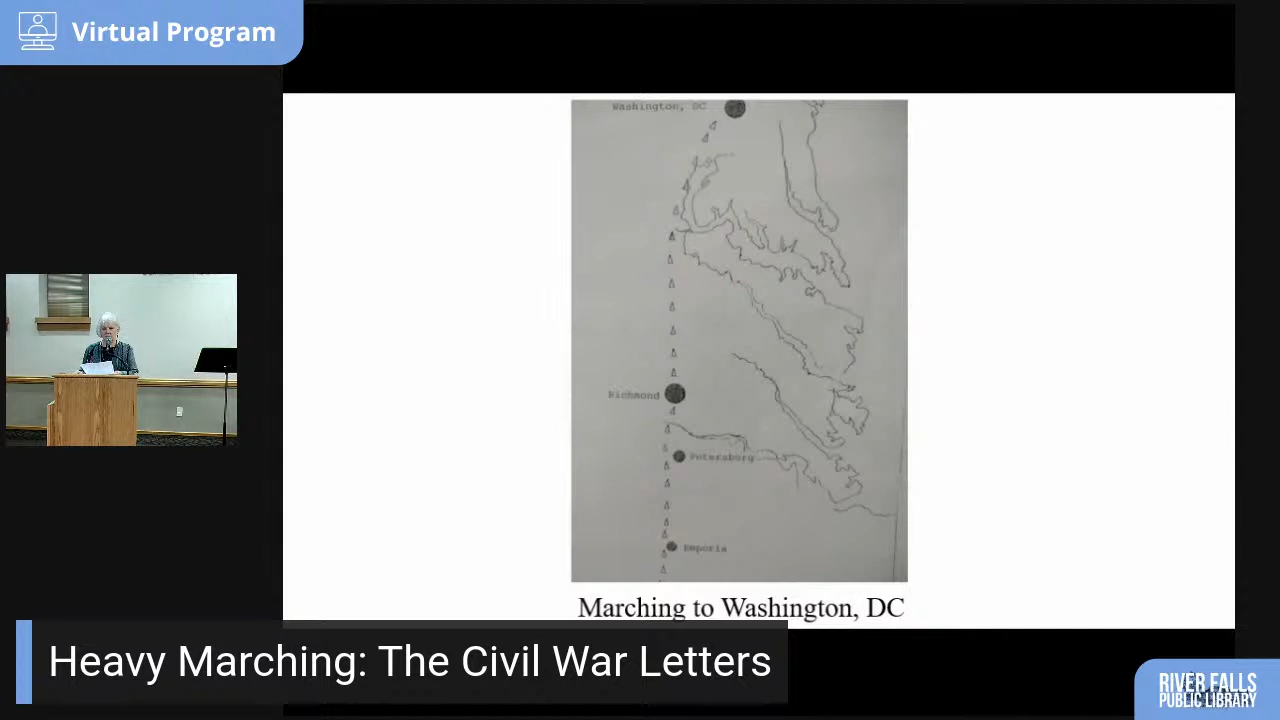 Virtual Program
Washington, DC
Richmond
Petersburg
Emporia
Marching to Washington, DC
Heavy Marching: The Civil War Letters
RIVER FALLS
PUBLIC LIBRARY